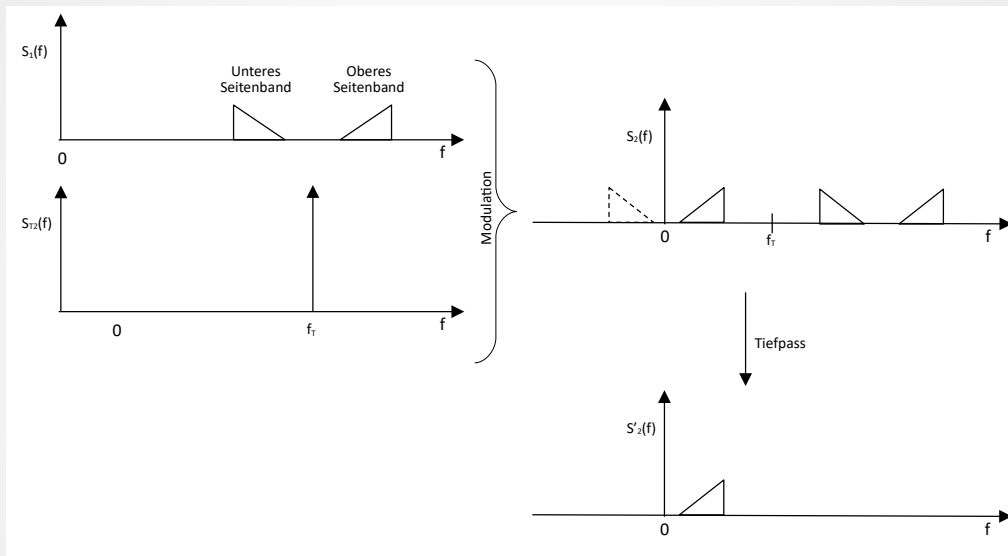 S₁(f)
Unteres
Seitenband
Oberes
Seitenband
0
f
S_T2(f)
0
f_T
f
Modulation
S₂(f)
0
f_T
f
Tiefpass
S'₂(f)
0
f